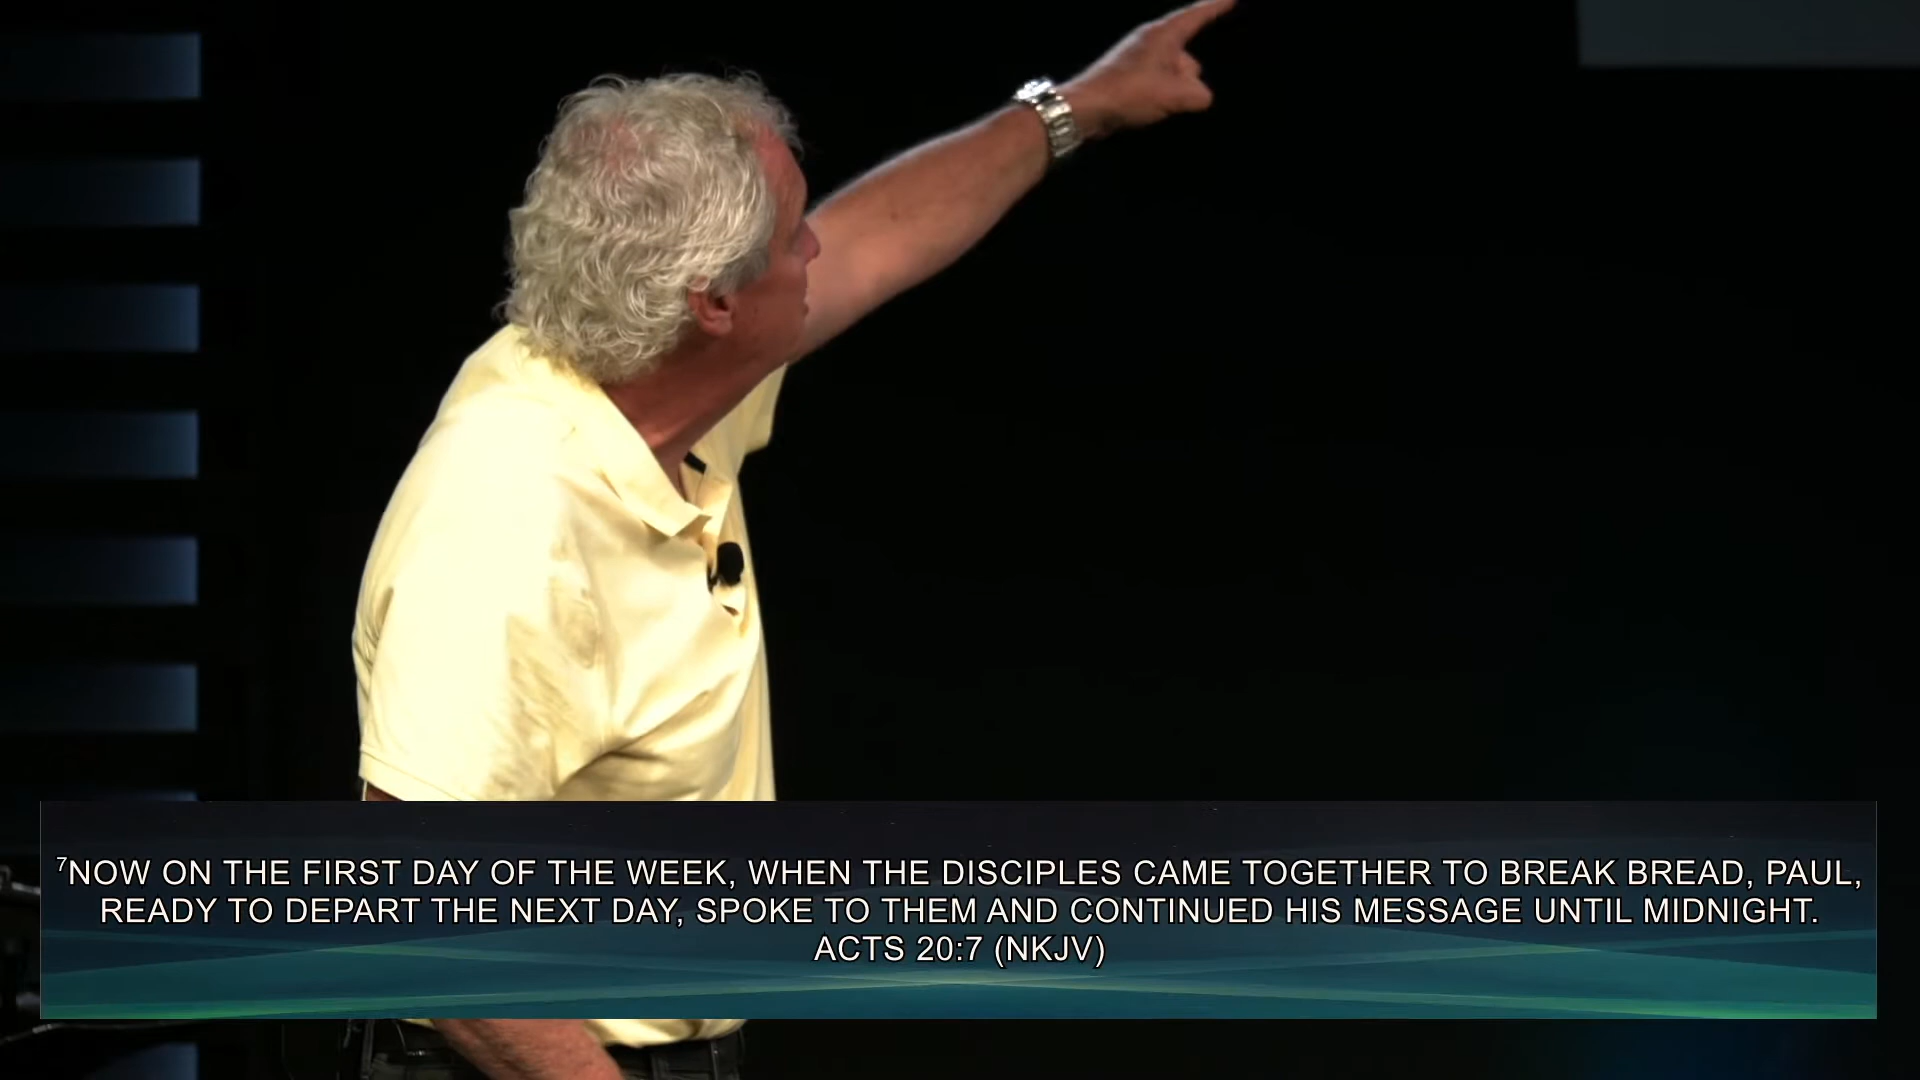 ⁷NOW ON THE FIRST DAY OF THE WEEK, WHEN THE DISCIPLES CAME TOGETHER TO BREAK BREAD, PAUL,
READY TO DEPART THE NEXT DAY, SPOKE TO THEM AND CONTINUED HIS MESSAGE UNTIL MIDNIGHT.
ACTS 20:7 (NKJV)